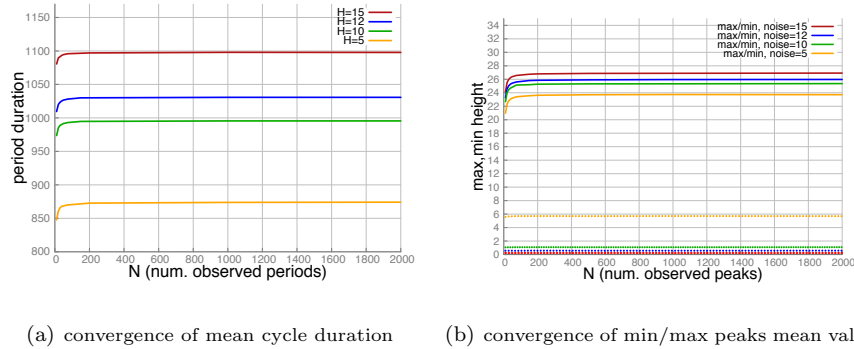 H=15
H=12
H=10
H=5
1150
1100
1050
1000
950
900
850
800
period duration
0 200 400 600 800 1000 1200 1400 1600 1800 2000
N (num. observed periods)
(a) convergence of mean cycle duration
max/min, noise=15
max/min, noise=12
max/min, noise=10
max/min, noise=5
34
32
30
28
26
24
22
20
18
16
14
12
10
8
6
4
2
0
max,min height
0 200 400 600 800 1000 1200 1400 1600 1800 2000
N (num. observed peaks)
(b) convergence of min/max peaks mean val